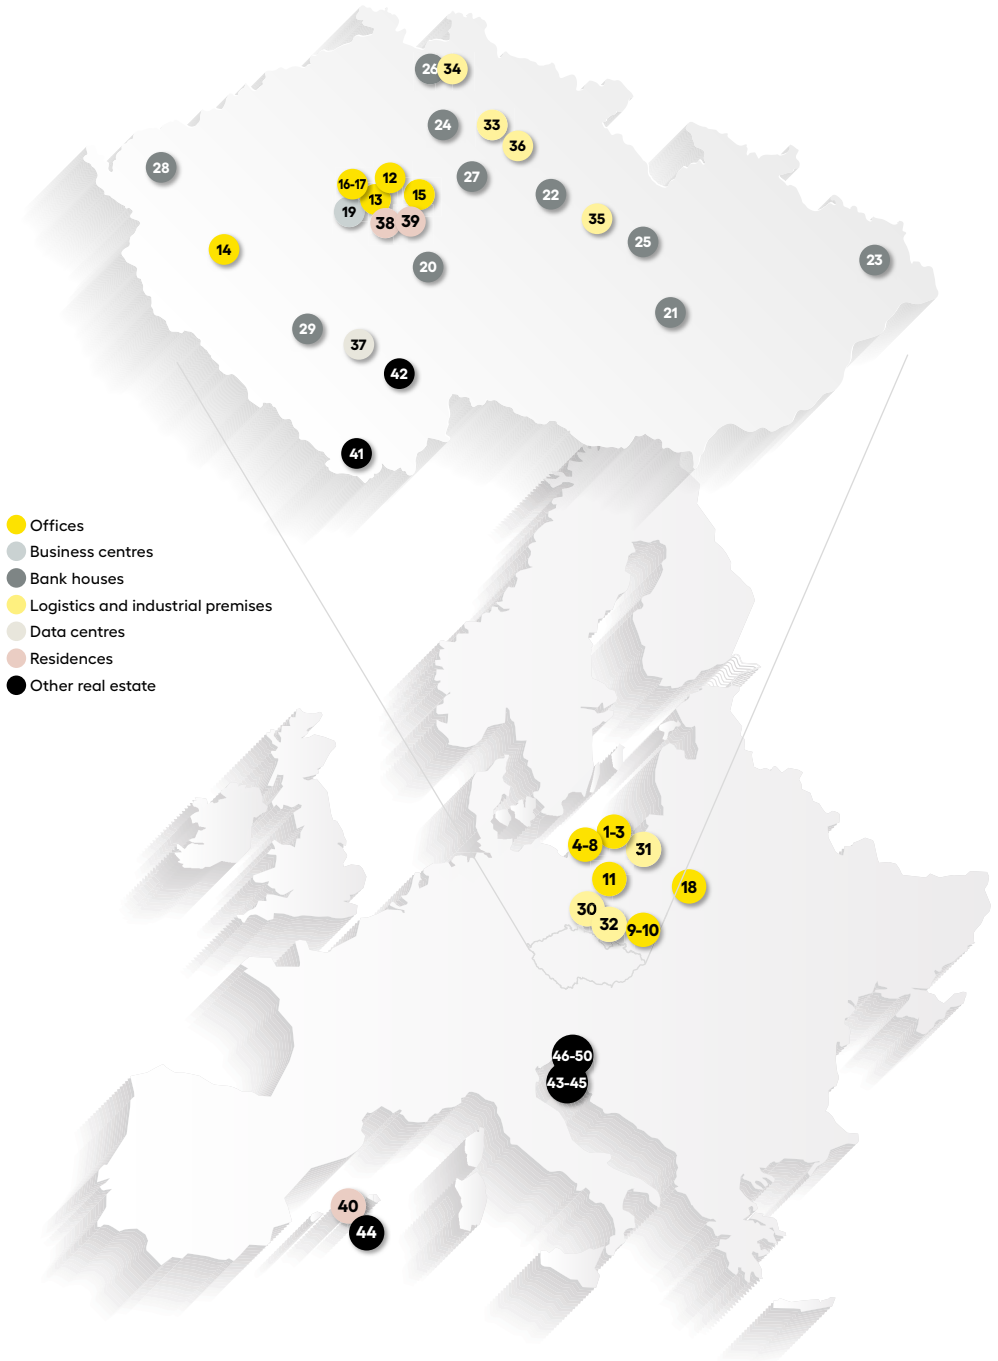 26 34
24 33
36
28 27
16-17 12
13 15 22
19 38 39 35
14 25
20 23
21
29
37
42
41
Offices
Business centres
Bank houses
Logistics and industrial premises
Data centres
Residences
Other real estate
1-3
4-8 31
11
18
30
32 9-10
46-50
43-45
40
44